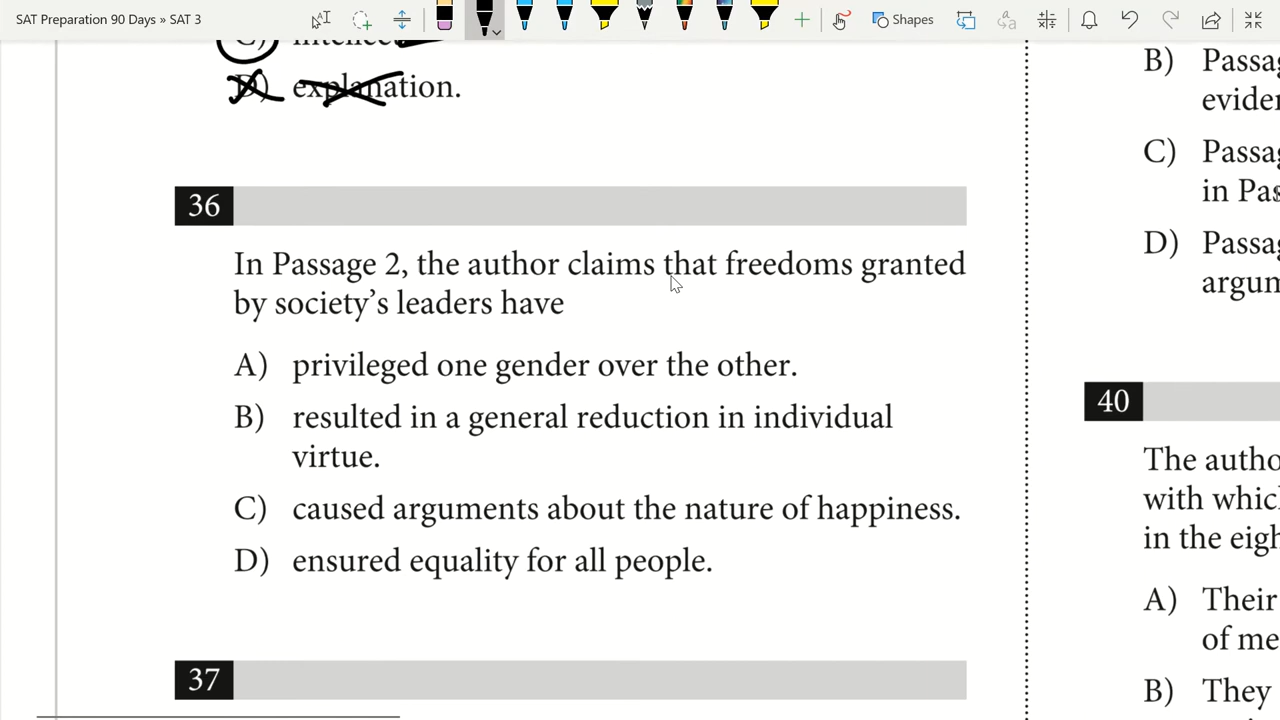 SAT Preparation 90 Days » SAT 3
Shapes
intellect
D) explanation.
36
In Passage 2, the author claims that freedoms granted
by society's leaders have
A) privileged one gender over the other.
B) resulted in a general reduction in individual
virtue.
C) caused arguments about the nature of happiness.
D) ensured equality for all people.
37
B) Passag
eviden
C) Passag
in Pas
D) Passag
argum
40
The autho
with which
in the eigh
A) Their
of me
B) They